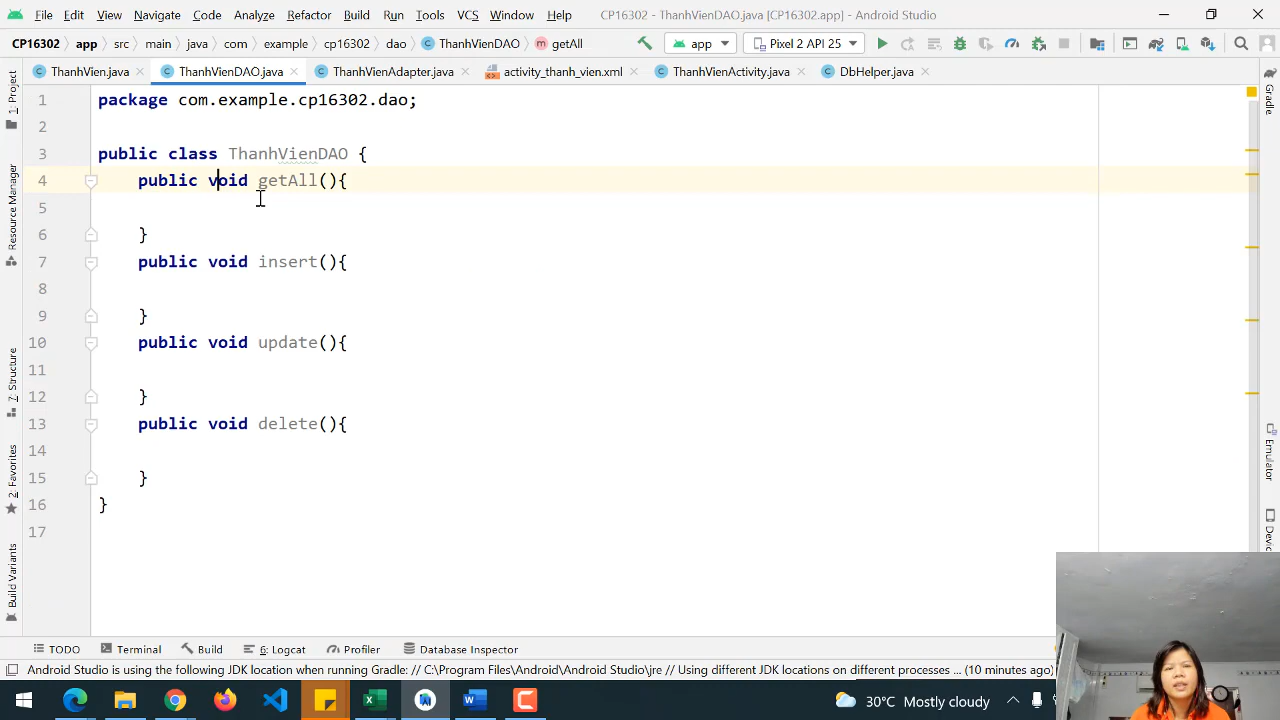 File Edit View Navigate Code Analyze Refactor Build Run Tools VCS Window Help CP16302 - ThanhVienDAO.java [CP16302.app] - Android Studio
CP16302 app src main java com example cp16302 dao ThanhVienDAO getAll app Pixel 2 API 25
ThanhVien.java ThanhVienDAO.java ThanhVienAdapter.java activity_thanh_vien.xml ThanhVienActivity.java DbHelper.java
1: Project
Resource Manager
7: Structure
2: Favorites
Build Variants
1 package com.example.cp16302.dao;
2
3 public class ThanhVienDAO {
4 public void getAll(){
5
6 }
7 public void insert(){
8
9 }
10 public void update(){
11
12 }
13 public void delete(){
14
15 }
16 }
17
Gradle
Emulator
TODO Terminal Build 6: Logcat Profiler Database Inspector
Android Studio is using the following JDK location when running Gradle: // C:\Program Files\Android\Android Studio\jre // Using different JDK locations on different processes ... (10 minutes ago)
30°C Mostly cloudy